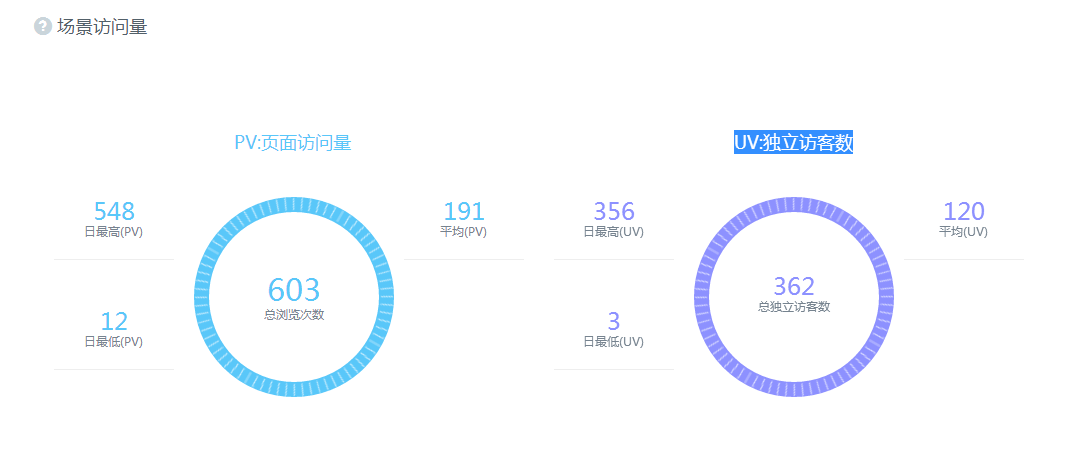 ? 场景访问量
PV:页面访问量
548
日最高(PV)
191
平均(PV)
603
总浏览次数
12
日最低(PV)
UV:独立访客数
356
日最高(UV)
120
平均(UV)
362
总独立访客数
3
日最低(UV)